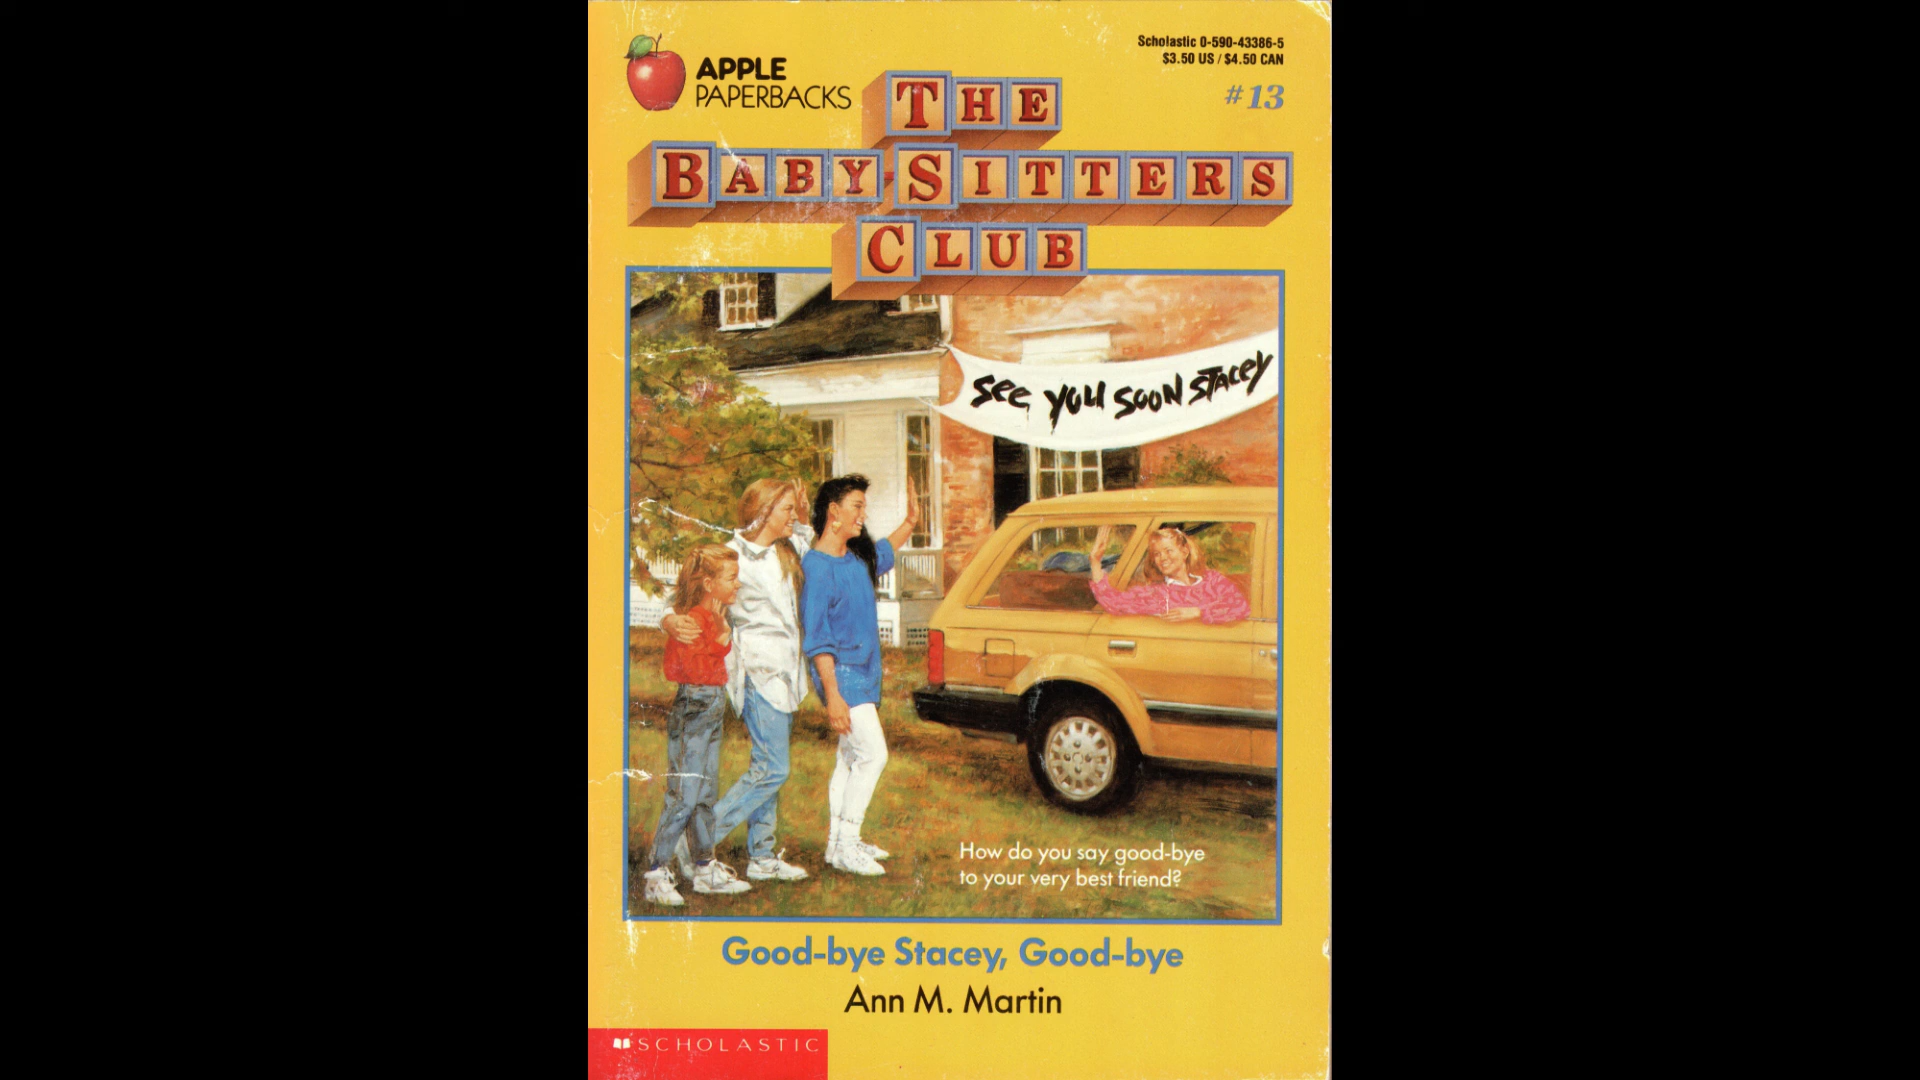 APPLE
PAPERBACKS
Scholastic 0-590-43386-5
$3.50 US / $4.50 CAN
#13
THE
BABY-SITTERS
CLUB
SEE YOU SOON STACEY
How do you say good-bye
to your very best friend?
Good-bye Stacey, Good-bye
Ann M. Martin
SCHOLASTIC